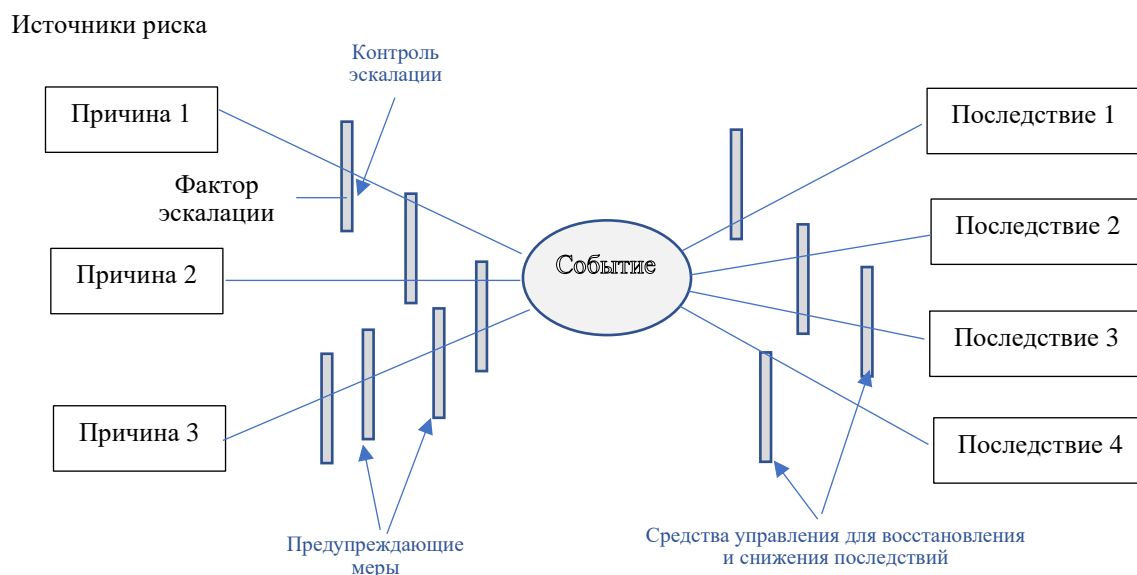 Источники риска
Контроль
эскалации
Причина 1
Последствие 1
Фактор
эскалации
Последствие 2
Событие
Причина 2
Последствие 3
Причина 3
Последствие 4
Предупреждающие
меры
Средства управления для восстановления
и снижения последствий